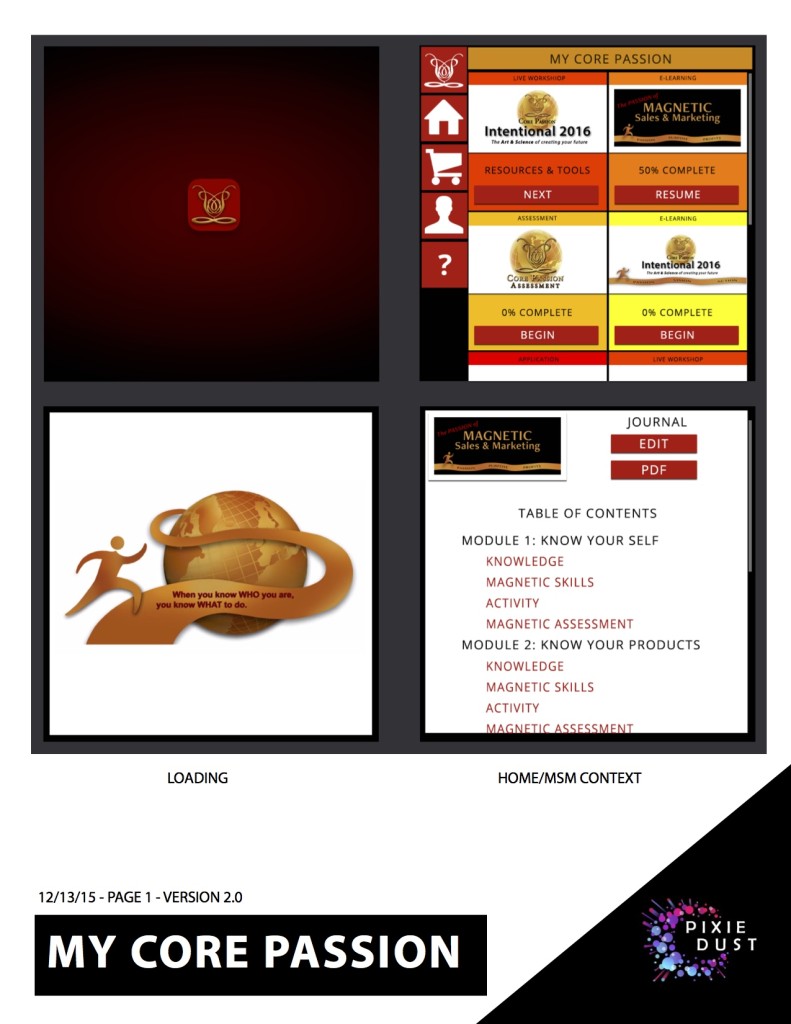 MY CORE PASSION
LIVE WORKSHIOP
E-LEARNING
CORE PASSION
Intentional 2016
The Art & Science of creating your future
The PASSION of
MAGNETIC
Sales & Marketing
RESOURCES & TOOLS
NEXT
50% COMPLETE
RESUME
?
ASSESSMENT
E-LEARNING
CORE PASSION
ASSESSMENT
CORE PASSION
Intentional 2016
The Art & Science of creating your future
0% COMPLETE
BEGIN
0% COMPLETE
BEGIN
APPLICATION
LIVE WORKSHOP
When you know WHO you are,
you know WHAT to do.
The PASSION of
MAGNETIC
Sales & Marketing
JOURNAL
EDIT
PDF
TABLE OF CONTENTS
MODULE 1: KNOW YOUR SELF
KNOWLEDGE
MAGNETIC SKILLS
ACTIVITY
MAGNETIC ASSESSMENT
MODULE 2: KNOW YOUR PRODUCTS
KNOWLEDGE
MAGNETIC SKILLS
ACTIVITY
MAGNETIC ASSESSMENT
LOADING
HOME/MSM CONTEXT
12/13/15 - PAGE 1 - VERSION 2.0
MY CORE PASSION
PIXIE
DUST